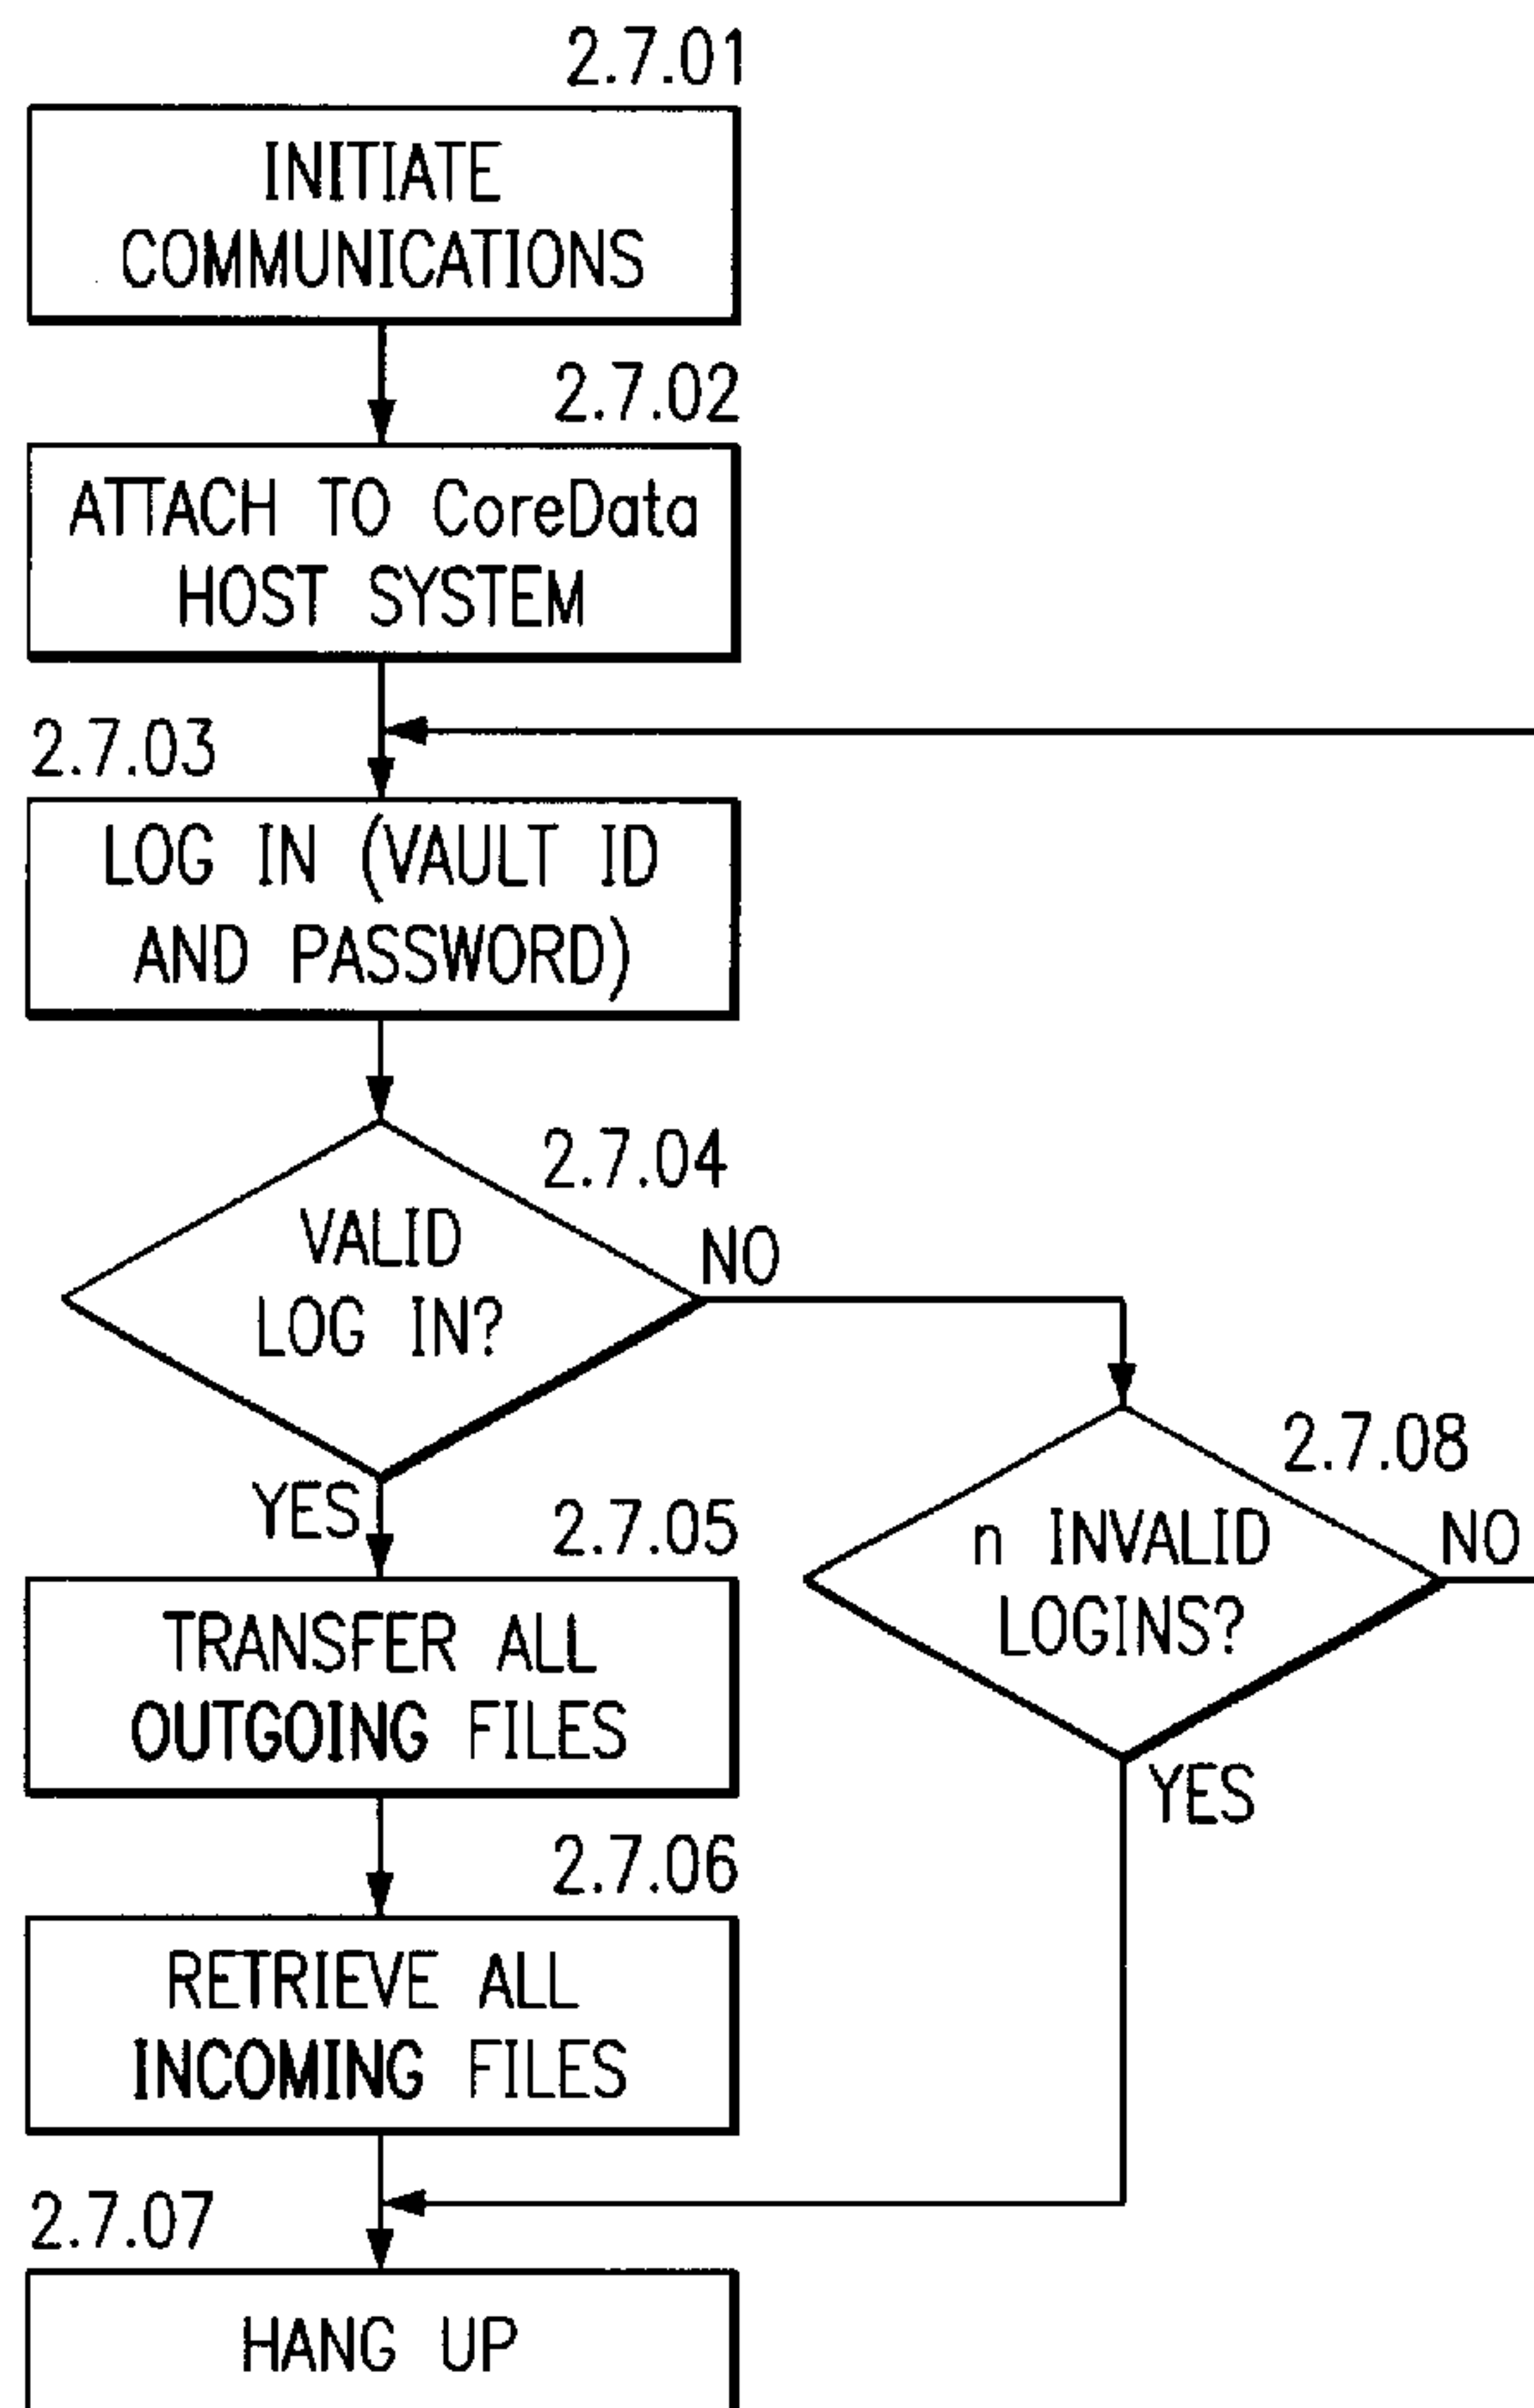 2.7.01
INITIATE
COMMUNICATIONS
2.7.02
ATTACH TO CoreData
HOST SYSTEM
2.7.03
LOG IN (VAULT ID
AND PASSWORD)
2.7.04
VALID
LOG IN?
NO
YES
2.7.08
n INVALID
LOGINS?
NO
YES
2.7.05
TRANSFER ALL
OUTGOING FILES
2.7.06
RETRIEVE ALL
INCOMING FILES
2.7.07
HANG UP